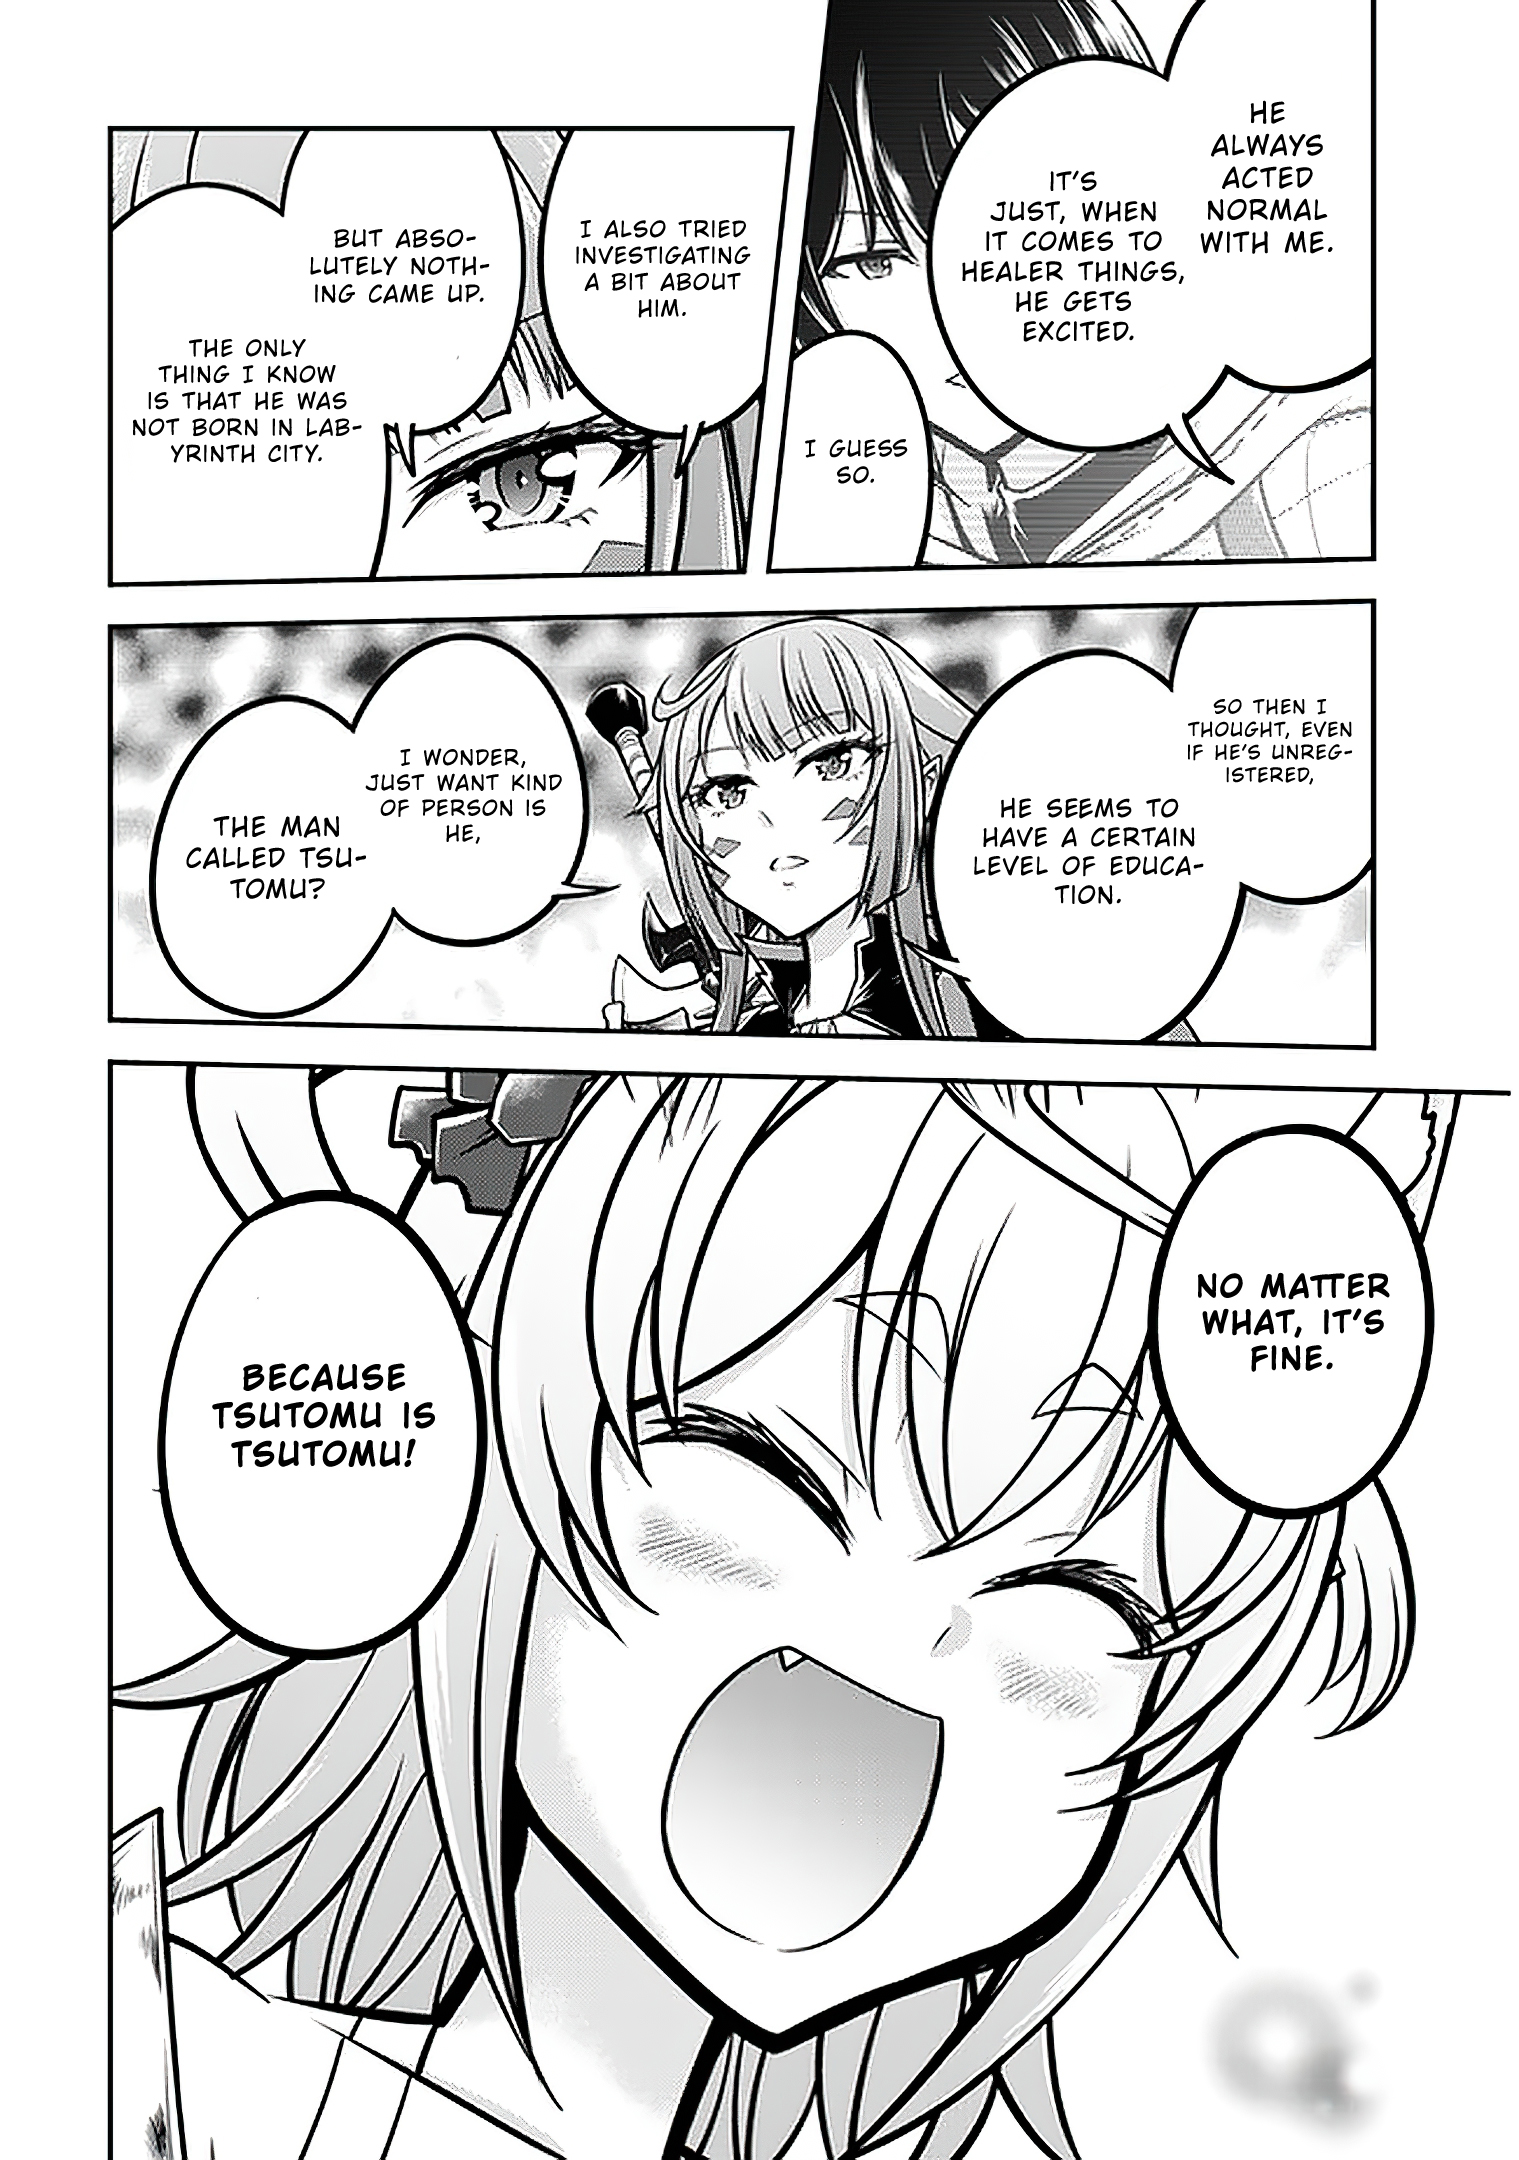 HE
ALWAYS
ACTED
NORMAL
WITH ME.
IT'S
JUST, WHEN
IT COMES TO
HEALER THINGS,
HE GETS
EXCITED.
I GUESS
SO.
I ALSO TRIED
INVESTIGATING
A BIT ABOUT
HIM.
BUT ABSO-
LUTELY NOTH-
ING CAME UP.
THE ONLY
THING I KNOW
IS THAT HE WAS
NOT BORN IN LAB-
YRINTH CITY.
SO THEN I
THOUGHT, EVEN
IF HE'S UNREG-
ISTERED,
HE SEEMS TO
HAVE A CERTAIN
LEVEL OF EDUCA-
TION.
I WONDER,
JUST WANT KIND
OF PERSON IS
HE,
THE MAN
CALLED TSU-
TOMU?
NO MATTER
WHAT, IT'S
FINE.
BECAUSE
TSUTOMU IS
TSUTOMU!